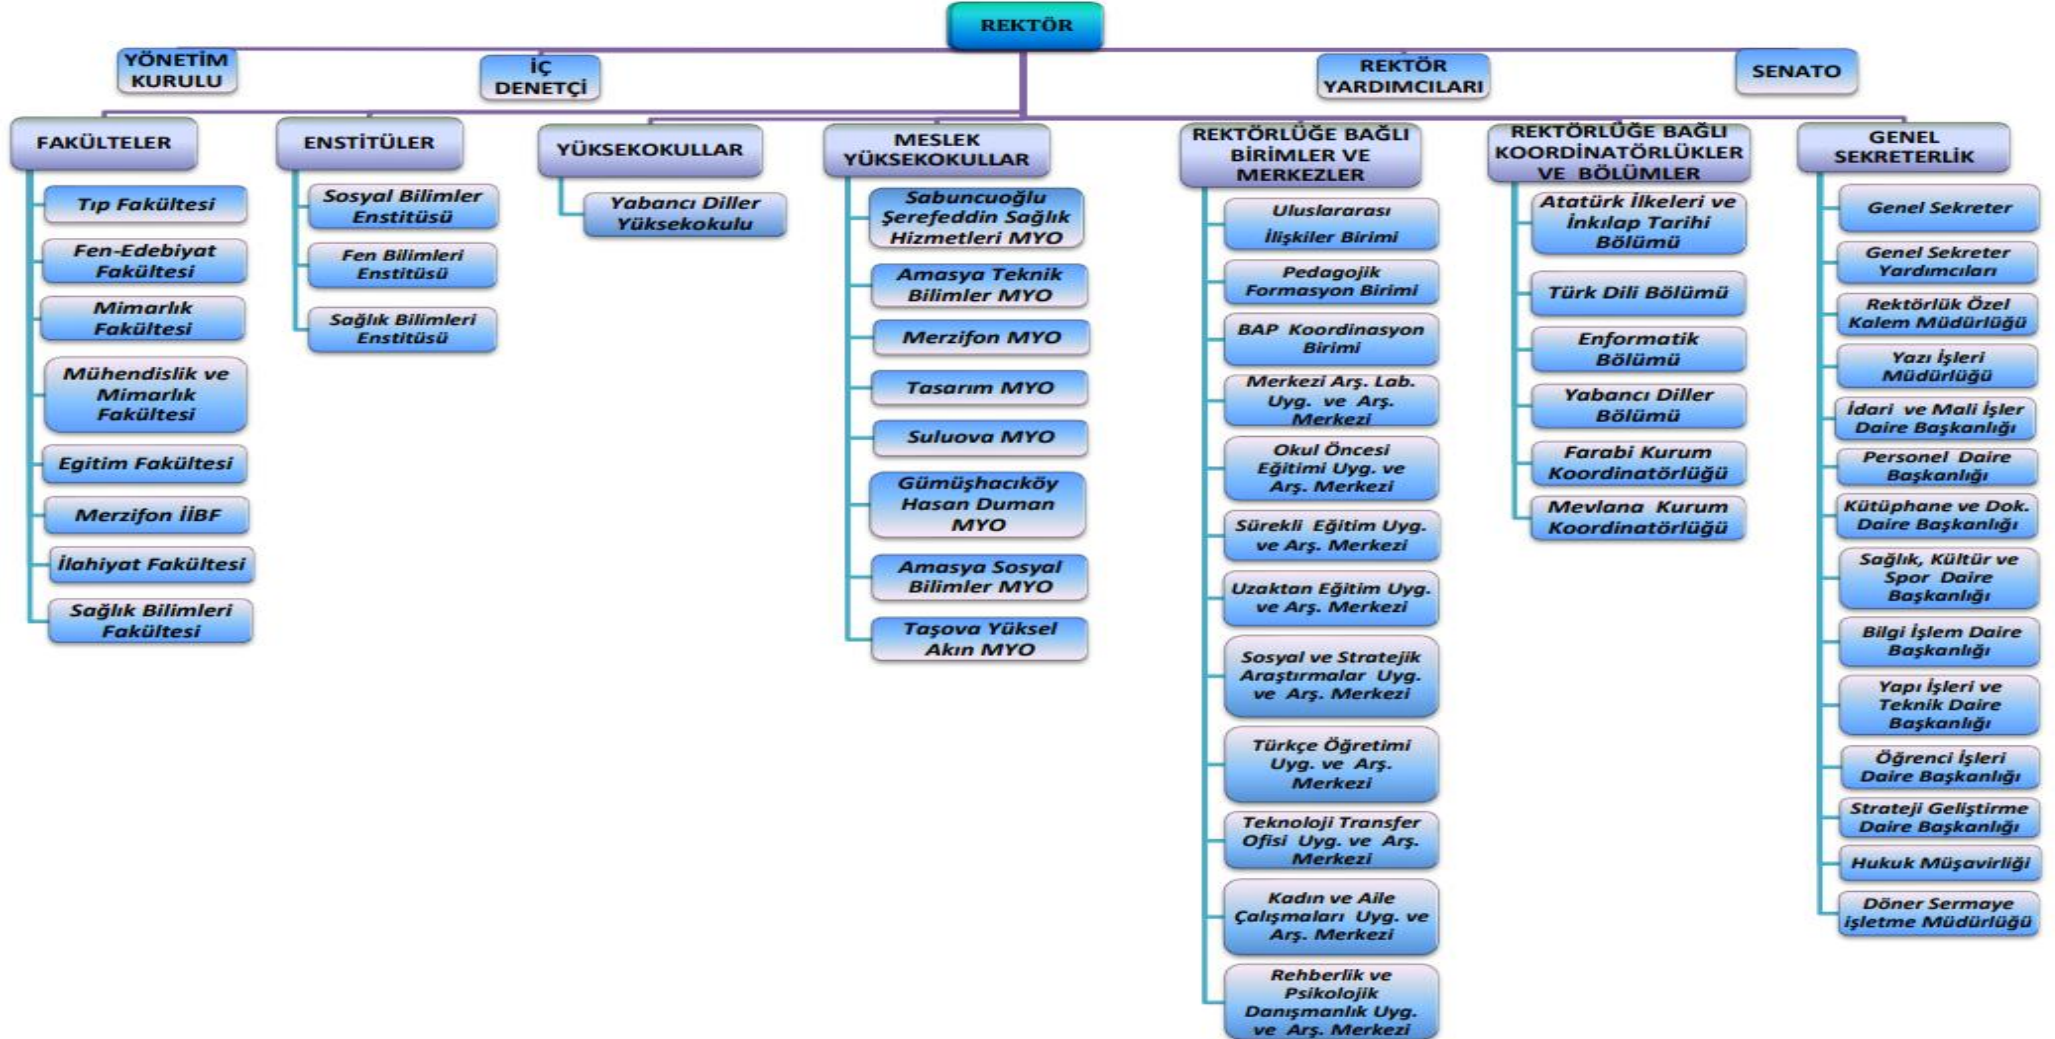 REKTÖR
YÖNETİM
KURULU
İÇ
DENETÇİ
REKTÖR
YARDIMCILARI
SENATO
FAKÜLTELER
Tıp Fakültesi
Fen-Edebiyat
Fakültesi
Mimarlık
Fakültesi
Mühendislik ve
Mimarlık
Fakültesi
Egitim Fakültesi
Merzifon İİBF
İlahiyat Fakültesi
Sağlık Bilimleri
Fakültesi
ENSTİTÜLER
Sosyal Bilimler
Enstitüsü
Fen Bilimleri
Enstitüsü
Sağlık Bilimleri
Enstitüsü
YÜKSEKOKULLAR
Yabancı Diller
Yüksekokulu
MESLEK
YÜKSEKOKULLAR
Sabuncuoğlu
Şerefeddin Sağlık
Hizmetleri MYO
Amasya Teknik
Bilimler MYO
Merzifon MYO
Tasarım MYO
Suluova MYO
Gümüşhacıköy
Hasan Duman
MYO
Amasya Sosyal
Bilimler MYO
Taşova Yüksel
Akın MYO
REKTÖRLÜĞE BAĞLI
BİRİMLER VE
MERKEZLER
Uluslararası
İlişkiler Birimi
Pedagojik
Formasyon Birimi
BAP Koordinasyon
Birimi
Merkezi Arş. Lab.
Uyg. ve Arş.
Merkezi
Okul Öncesi
Eğitimi Uyg. ve
Arş. Merkezi
Sürekli Eğitim Uyg.
ve Arş. Merkezi
Uzaktan Eğitim Uyg.
ve Arş. Merkezi
Sosyal ve Stratejik
Araştırmalar Uyg.
ve Arş. Merkezi
Türkçe Öğretimi
Uyg. ve Arş.
Merkezi
Teknoloji Transfer
Ofisi Uyg. ve Arş.
Merkezi
Kadın ve Aile
Çalışmaları Uyg. ve
Arş. Merkezi
Rehberlik ve
Psikolojik
Danışmanlık Uyg.
ve Arş. Merkezi
REKTÖRLÜĞE BAĞLI
KOORDİNATÖRLÜKLER
VE BÖLÜMLER
Atatürk İlkeleri ve
İnkılap Tarihi
Bölümü
Türk Dili Bölümü
Enformatik
Bölümü
Yabancı Diller
Bölümü
Farabi Kurum
Koordinatörlüğü
Mevlana Kurum
Koordinatörlüğü
GENEL
SEKRETERLİK
Genel Sekreter
Genel Sekreter
Yardımcıları
Rektörlük Özel
Kalem Müdürlüğü
Yazı İşleri
Müdürlüğü
İdari ve Mali İşler
Daire Başkanlığı
Personel Daire
Başkanlığı
Kütüphane ve Dok.
Daire Başkanlığı
Sağlık, Kültür ve
Spor Daire
Başkanlığı
Bilgi İşlem Daire
Başkanlığı
Yapı İşleri ve
Teknik Daire
Başkanlığı
Öğrenci İşleri
Daire Başkanlığı
Strateji Geliştirme
Daire Başkanlığı
Hukuk Müşavirliği
Döner Sermaye
işletme Müdürlüğü